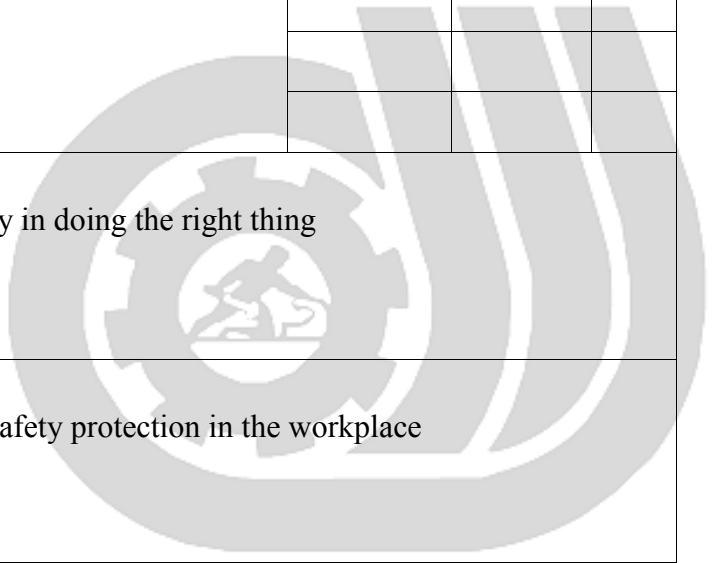 y in doing the right thing
afety protection in the workplace